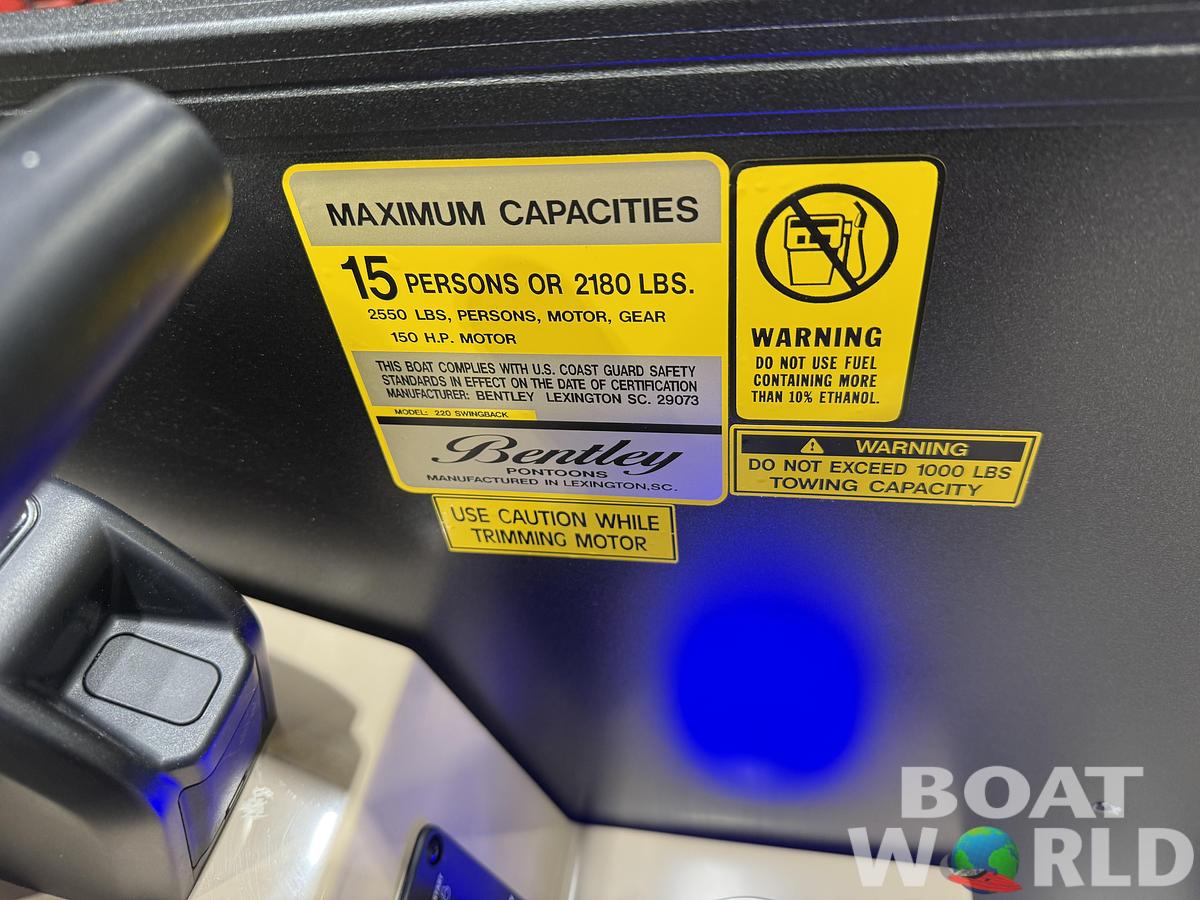 MAXIMUM CAPACITIES
15 PERSONS OR 2180 LBS.
2550 LBS, PERSONS, MOTOR, GEAR
150 H.P. MOTOR
THIS BOAT COMPLIES WITH U.S. COAST GUARD SAFETY
STANDARDS IN EFFECT ON THE DATE OF CERTIFICATION
MANUFACTURER: BENTLEY LEXINGTON SC. 29073
MODEL: 220 SWINGBACK
Bentley
PONTOONS
MANUFACTURED IN LEXINGTON,SC.
WARNING
DO NOT USE FUEL
CONTAINING MORE
THAN 10% ETHANOL.
WARNING
DO NOT EXCEED 1000 LBS
TOWING CAPACITY
USE CAUTION WHILE
TRIMMING MOTOR
BOAT
WORLD